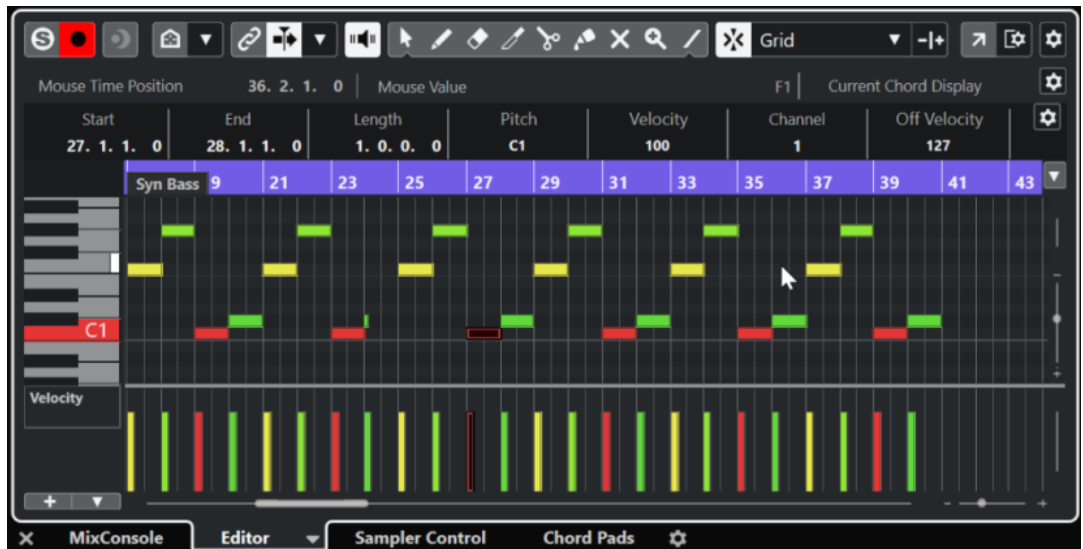 S Grid
Mouse Time Position 36. 2. 1. 0 Mouse Value F1 Current Chord Display
Start End Length Pitch Velocity Channel Off Velocity
27. 1. 1. 0 28. 1. 1. 0 1. 0. 0. 0 C1 100 1 127
Syn Bass 9 21 23 25 27 29 31 33 35 37 39 41 43
C1
Velocity
MixConsole Editor Sampler Control Chord Pads